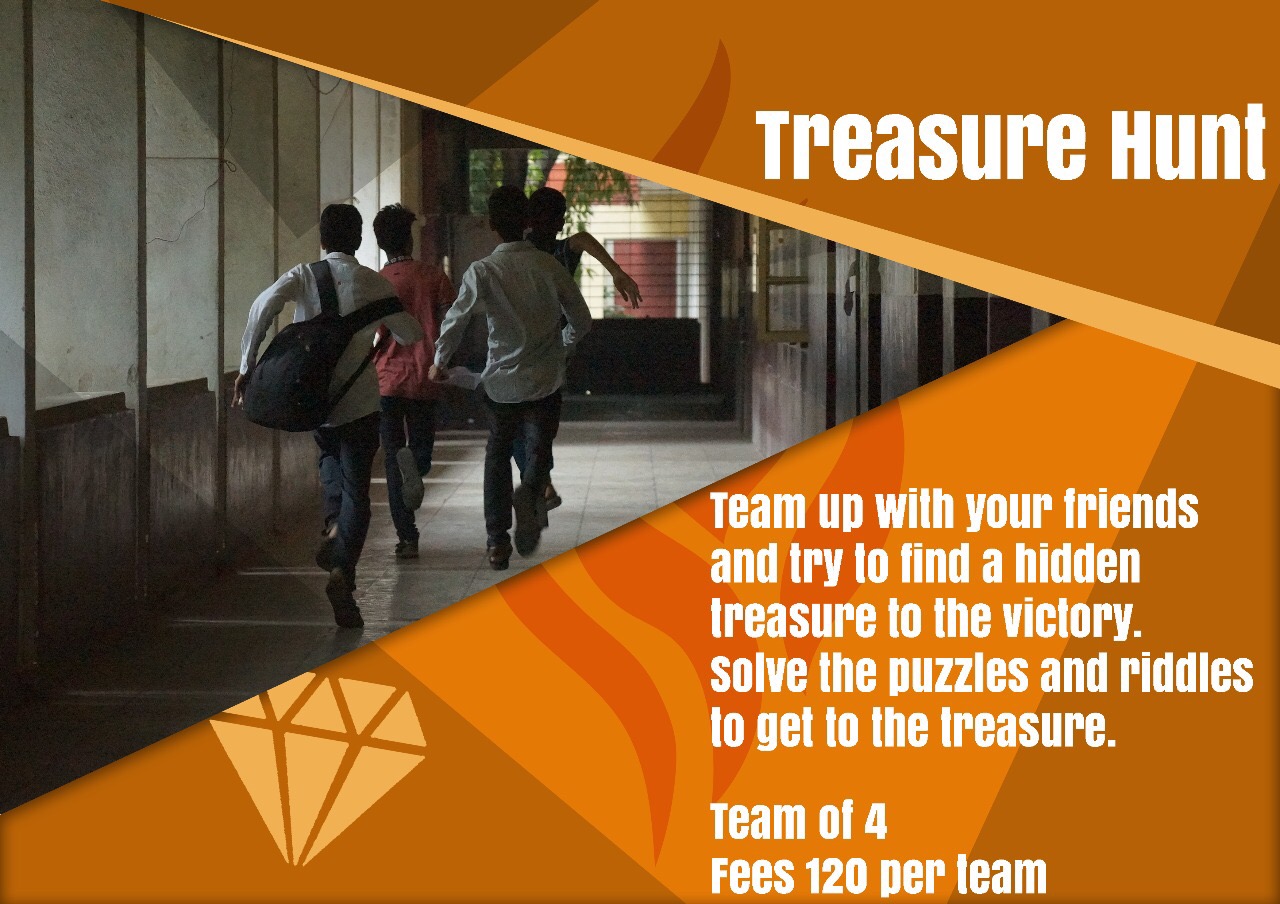 Treasure Hunt
Team up with your friends
and try to find a hidden
treasure to the victory.
Solve the puzzles and riddles
to get to the treasure.
Team of 4
Fees 120 per team